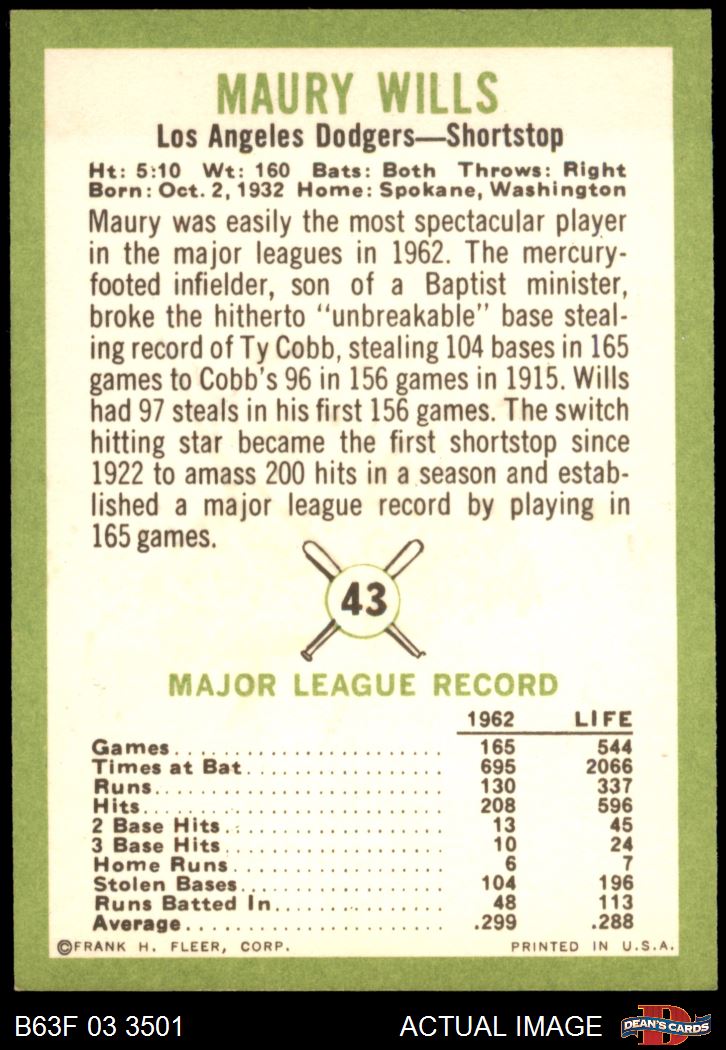 MAURY WILLS
Los Angeles Dodgers—Shortstop
Ht: 5:10 Wt: 160 Bats: Both Throws: Right
Born: Oct. 2, 1932 Home: Spokane, Washington
Maury was easily the most spectacular player
in the major leagues in 1962. The mercury-
footed infielder, son of a Baptist minister,
broke the hitherto "unbreakable" base steal-
ing record of Ty Cobb, stealing 104 bases in 165
games to Cobb's 96 in 156 games in 1915. Wills
had 97 steals in his first 156 games. The switch
hitting star became the first shortstop since
1922 to amass 200 hits in a season and estab-
lished a major league record by playing in
165 games.
43
MAJOR LEAGUE RECORD
1962 LIFE
Games 165 544
Times at Bat 695 2066
Runs 130 337
Hits 208 596
2 Base Hits 13 45
3 Base Hits 10 24
Home Runs 6 7
Stolen Bases 104 196
Runs Batted In 48 113
Average .299 .288
©FRANK H. FLEER, CORP. PRINTED IN U.S.A.
B63F 03 3501 ACTUAL IMAGE D DEAN'S CARDS